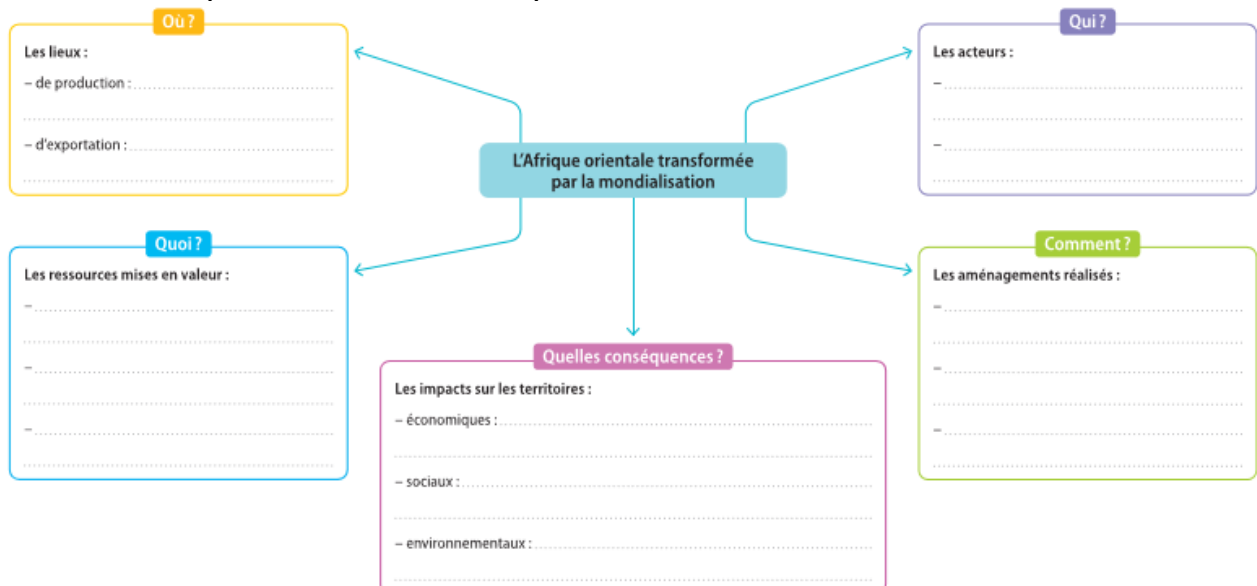 Où ?
Les lieux :
– de production :
– d'exportation :
Qui ?
Les acteurs :
–
–
L'Afrique orientale transformée
par la mondialisation
Quoi ?
Les ressources mises en valeur :
–
–
–
Comment ?
Les aménagements réalisés :
–
–
–
Quelles conséquences ?
Les impacts sur les territoires :
– économiques :
– sociaux :
– environnementaux :